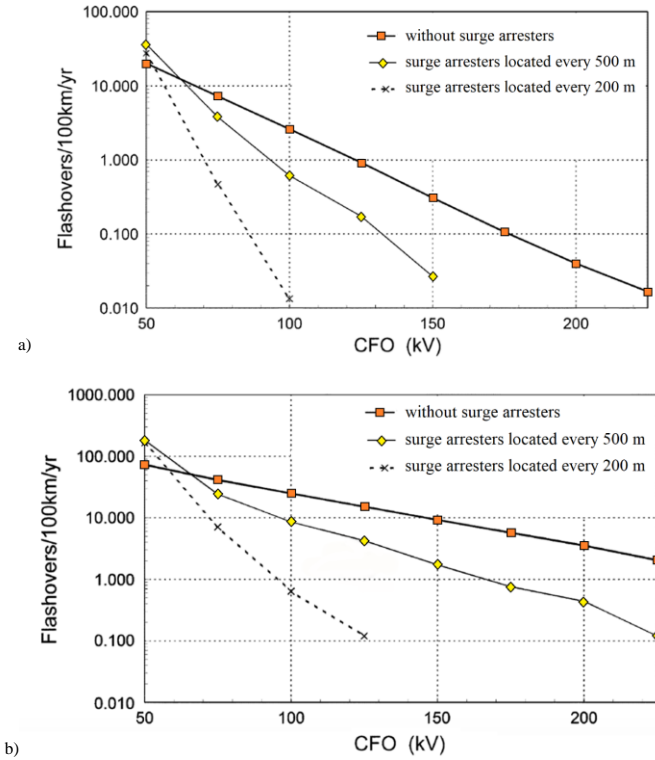 100.000
without surge arresters
surge arresters located every 500 m
10.000
surge arresters located every 200 m
1.000
0.100
0.010
Flashovers/100km/yr
50 100 150 200
a)
CFO (kV)
1000.000
without surge arresters
100.000
surge arresters located every 500 m
surge arresters located every 200 m
10.000
1.000
0.100
0.010
Flashovers/100km/yr
50 100 150 200
b)
CFO (kV)